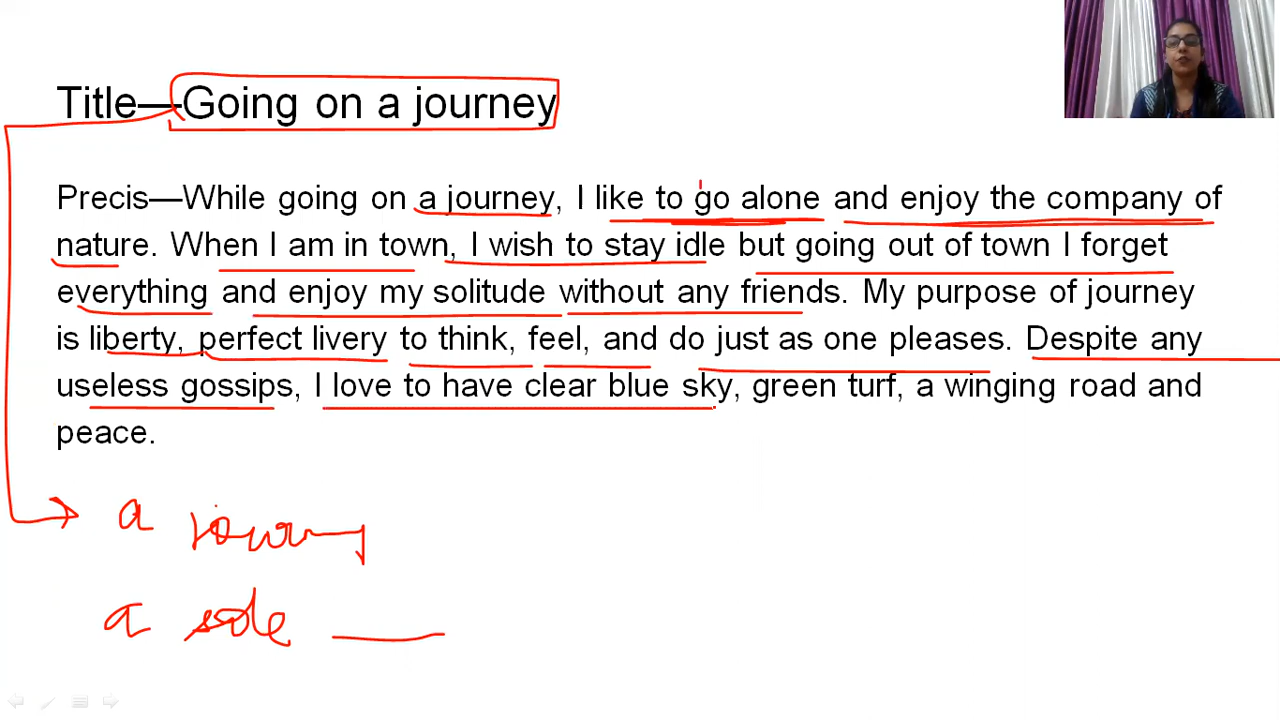 Title—Going on a journey
Precis—While going on a journey, I like to go alone and enjoy the company of
nature. When I am in town, I wish to stay idle but going out of town I forget
everything and enjoy my solitude without any friends. My purpose of journey
is liberty, perfect livery to think, feel, and do just as one pleases. Despite any
useless gossips, I love to have clear blue sky, green turf, a winging road and
peace.
a journey
a sole